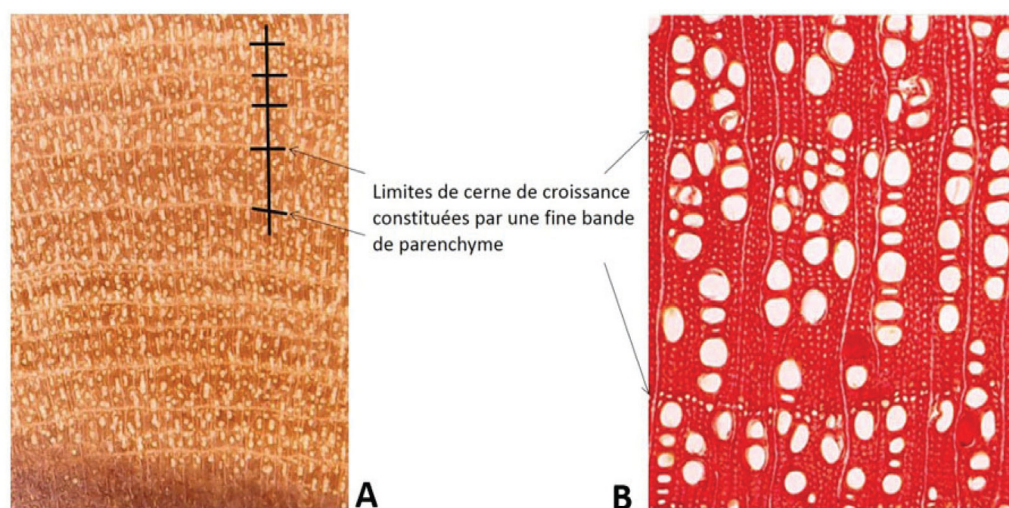 Limites de cerne de croissance
constituées par une fine bande
de parenchyme
A
B